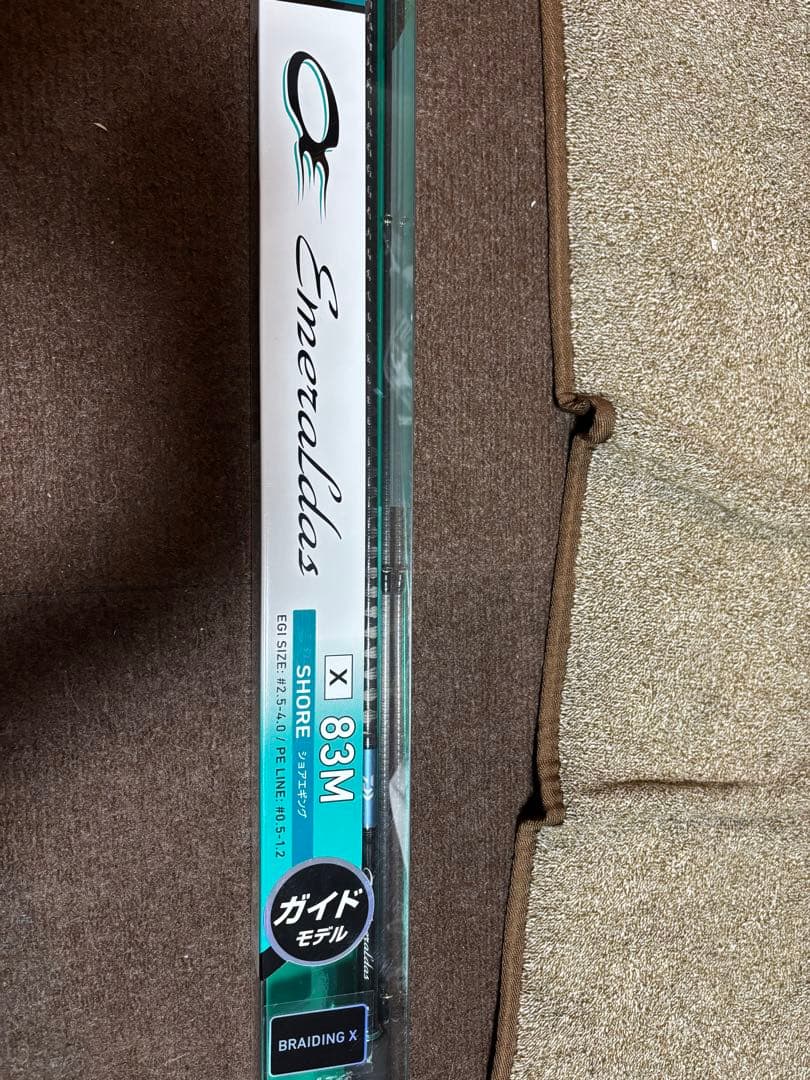 Emeraldas
X 83M
SHORE ショアエギング
EGI SIZE: #2.5-4.0 / PE LINE: #0.5-1.2
ガイド
モデル
BRAIDING X